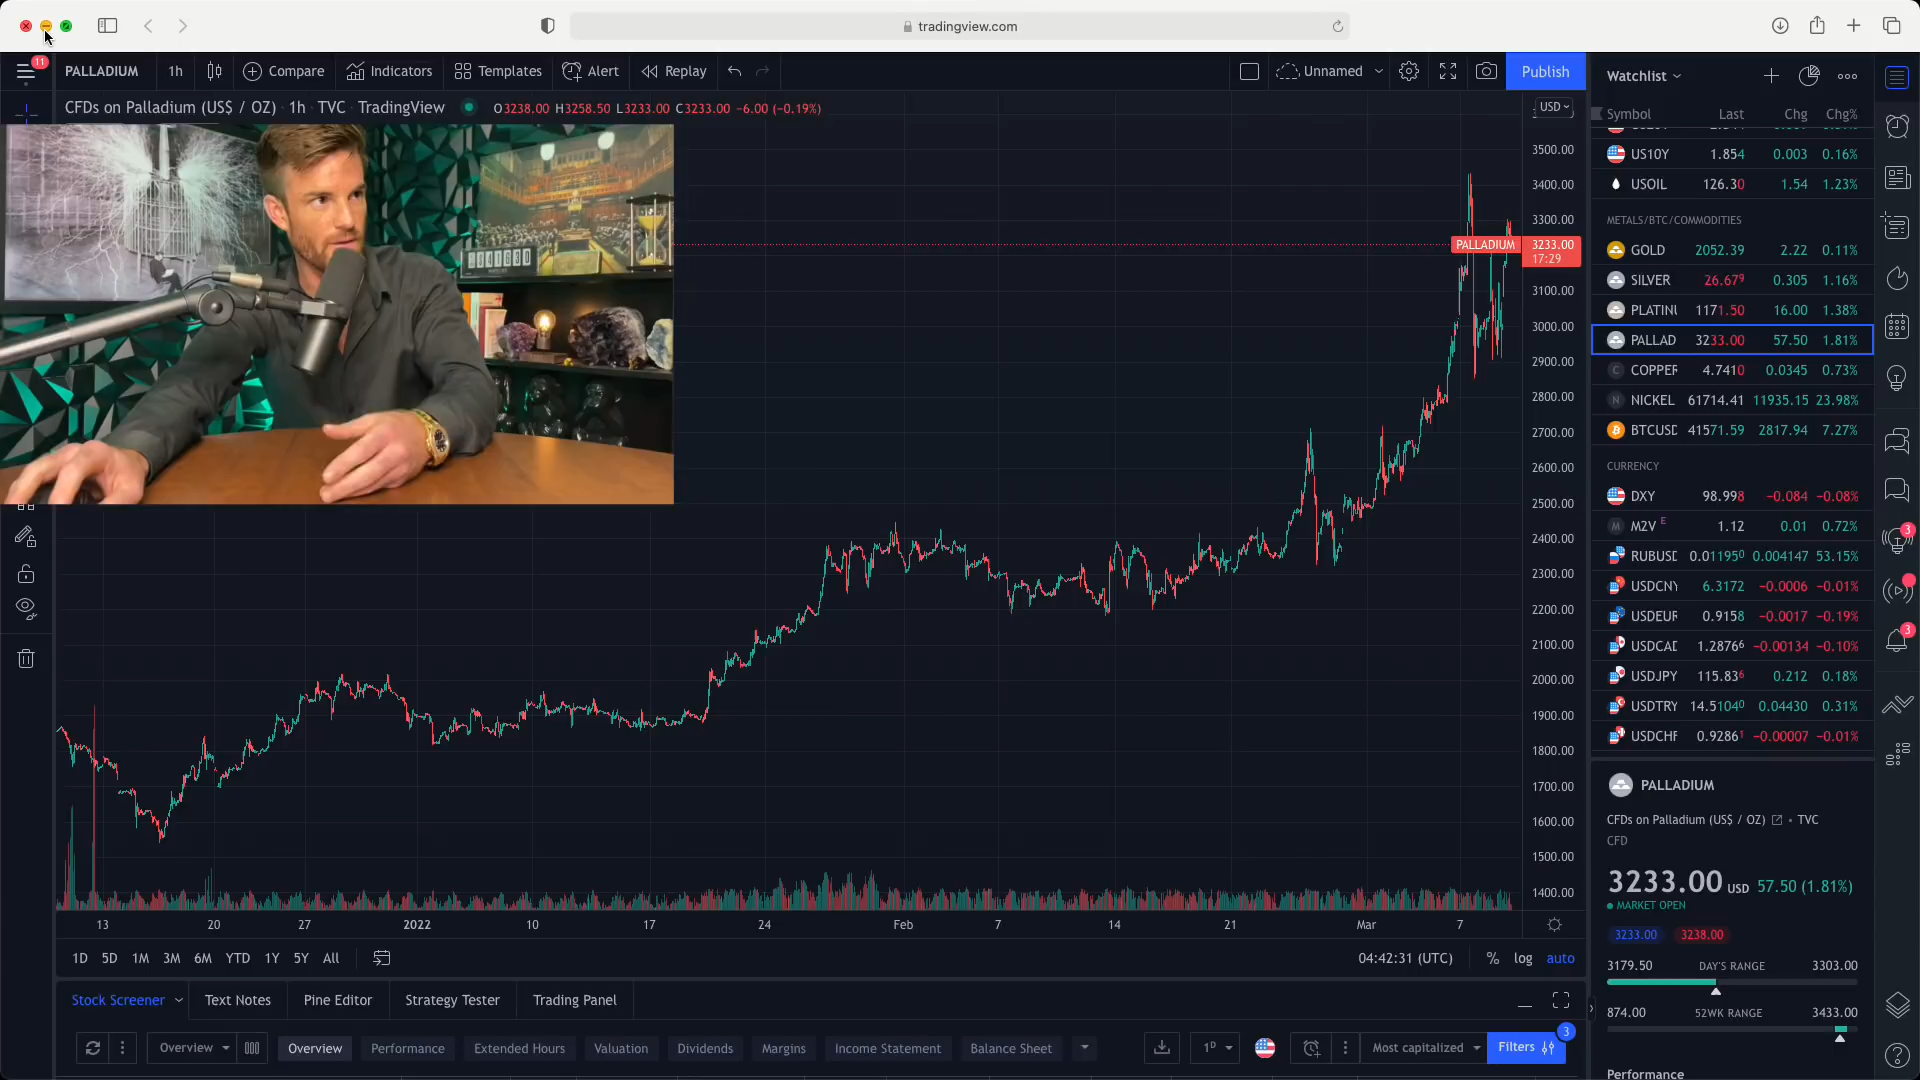 tradingview.com
11
PALLADIUM 1h Compare Indicators Templates Alert Replay Unnamed Publish
CFDs on Palladium (US$ / OZ) · 1h · TVC · TradingView O3238.00 H3258.50 L3233.00 C3233.00 −6.00 (−0.19%)
USD
3500.00
3400.00
3300.00
PALLADIUM 3233.00
17:29
3100.00
3000.00
2900.00
2800.00
2700.00
2600.00
2500.00
2400.00
2300.00
2200.00
2100.00
2000.00
1900.00
1800.00
1700.00
1600.00
1500.00
1400.00
13 20 27 2022 10 17 24 Feb 7 14 21 Mar 7
1D 5D 1M 3M 6M YTD 1Y 5Y All 04:42:31 (UTC) % log auto
Stock Screener Text Notes Pine Editor Strategy Tester Trading Panel
Overview Overview Performance Extended Hours Valuation Dividends Margins Income Statement Balance Sheet 1D Most capitalized Filters 3
Watchlist
Symbol Last Chg Chg%
US10Y 1.854 0.003 0.16%
USOIL 126.30 1.54 1.23%
METALS/BTC/COMMODITIES
GOLD 2052.39 2.22 0.11%
SILVER 26.679 0.305 1.16%
PLATINU 1171.50 16.00 1.38%
PALLAD 3233.00 57.50 1.81%
C COPPER 4.7410 0.0345 0.73%
N NICKEL 61714.41 11935.15 23.98%
BTCUSD 41571.59 2817.94 7.27%
CURRENCY
DXY 98.998 −0.084 −0.08%
M M2V E 1.12 0.01 0.72%
RUBUSD 0.011950 0.004147 53.15%
USDCNY 6.3172 −0.0006 −0.01%
USDEUR 0.9158 −0.0017 −0.19%
USDCAD 1.28766 −0.00134 −0.10%
USDJPY 115.836 0.212 0.18%
USDTRY 14.51040 0.04430 0.31%
USDCHF 0.92861 −0.00007 −0.01%
PALLADIUM
CFDs on Palladium (US$ / OZ) • TVC
CFD
3233.00 USD 57.50 (1.81%)
MARKET OPEN
3233.00 3238.00
3179.50 DAY'S RANGE 3303.00
874.00 52WK RANGE 3433.00
Performance
3
3